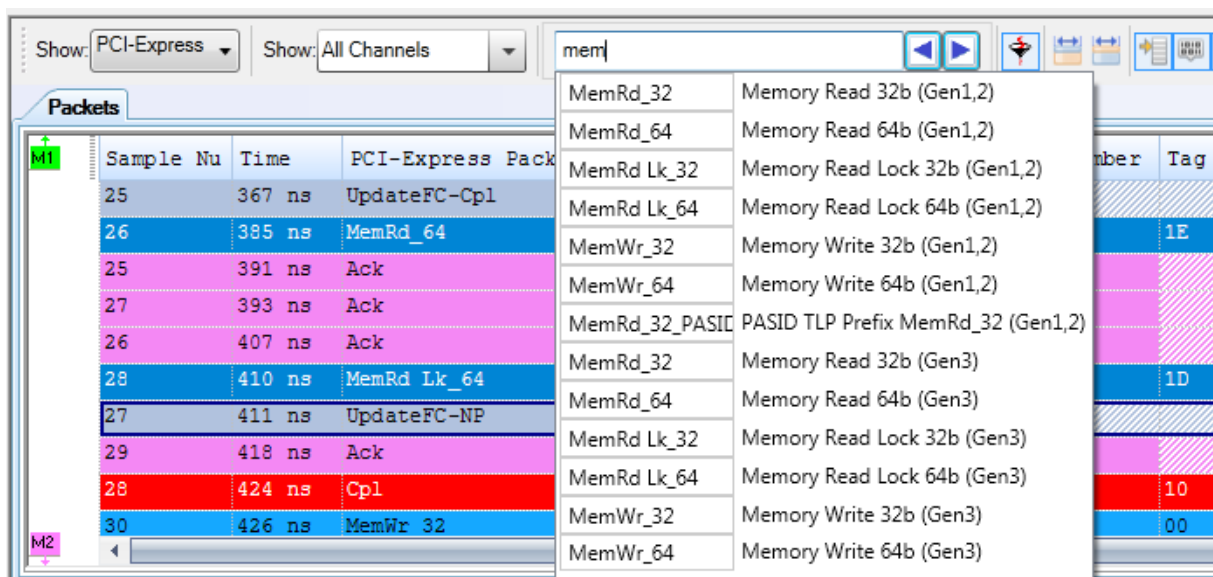 Show: PCI-Express Show: All Channels mem
Packets
M1 Sample Nu Time PCI-Express Pack mber Tag
25 367 ns UpdateFC-Cpl
26 385 ns MemRd_64 1E
25 391 ns Ack
27 393 ns Ack
26 407 ns Ack
28 410 ns MemRd Lk_64 1D
27 411 ns UpdateFC-NP
29 418 ns Ack
28 424 ns Cpl 10
30 426 ns MemWr 32 00
M2
MemRd_32 Memory Read 32b (Gen1,2)
MemRd_64 Memory Read 64b (Gen1,2)
MemRd Lk_32 Memory Read Lock 32b (Gen1,2)
MemRd Lk_64 Memory Read Lock 64b (Gen1,2)
MemWr_32 Memory Write 32b (Gen1,2)
MemWr_64 Memory Write 64b (Gen1,2)
MemRd_32_PASID PASID TLP Prefix MemRd_32 (Gen1,2)
MemRd_32 Memory Read 32b (Gen3)
MemRd_64 Memory Read 64b (Gen3)
MemRd Lk_32 Memory Read Lock 32b (Gen3)
MemRd Lk_64 Memory Read Lock 64b (Gen3)
MemWr_32 Memory Write 32b (Gen3)
MemWr_64 Memory Write 64b (Gen3)